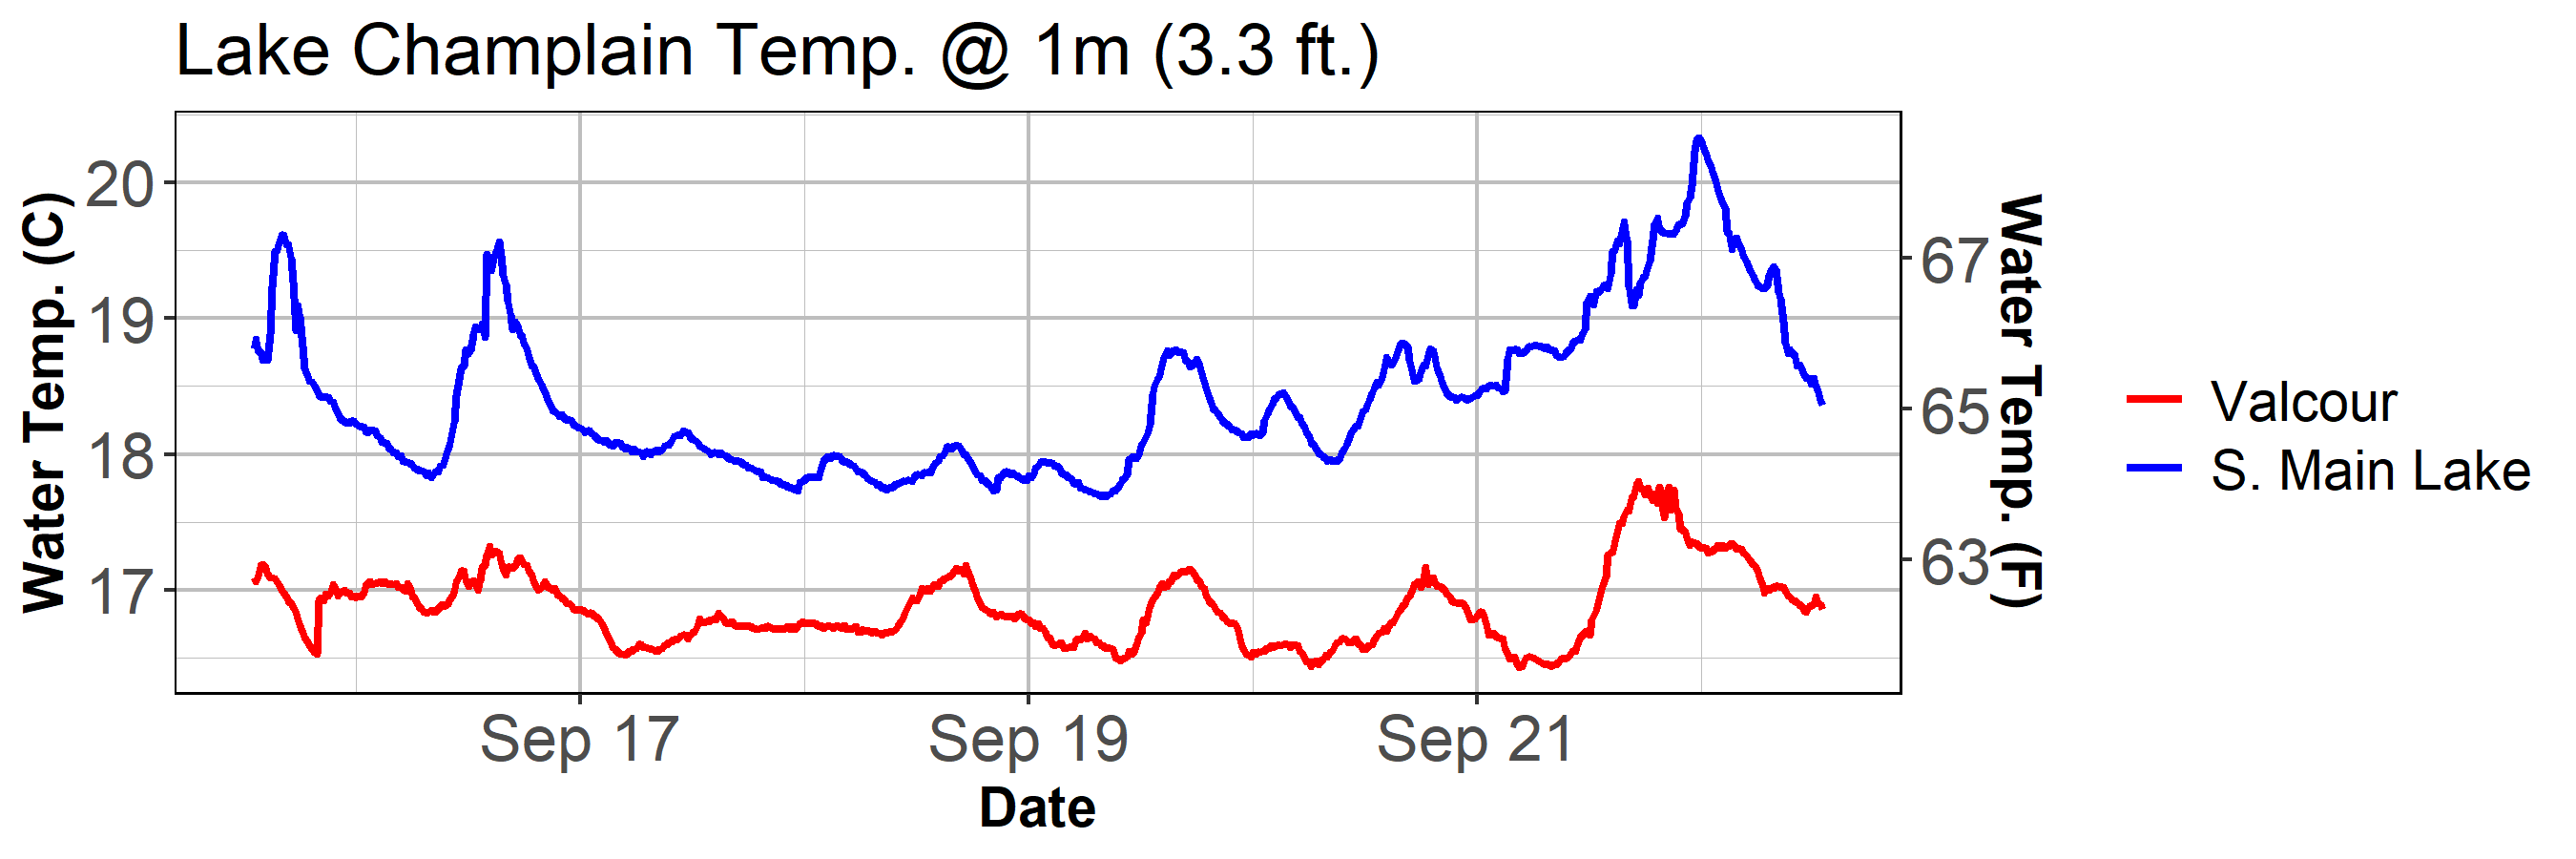 Lake Champlain Temp. @ 1m (3.3 ft.)
Water Temp. (C)
20
19
18
17
67
65
63
Water Temp. (F)
Sep 17
Sep 19
Sep 21
Date
Valcour
S. Main Lake